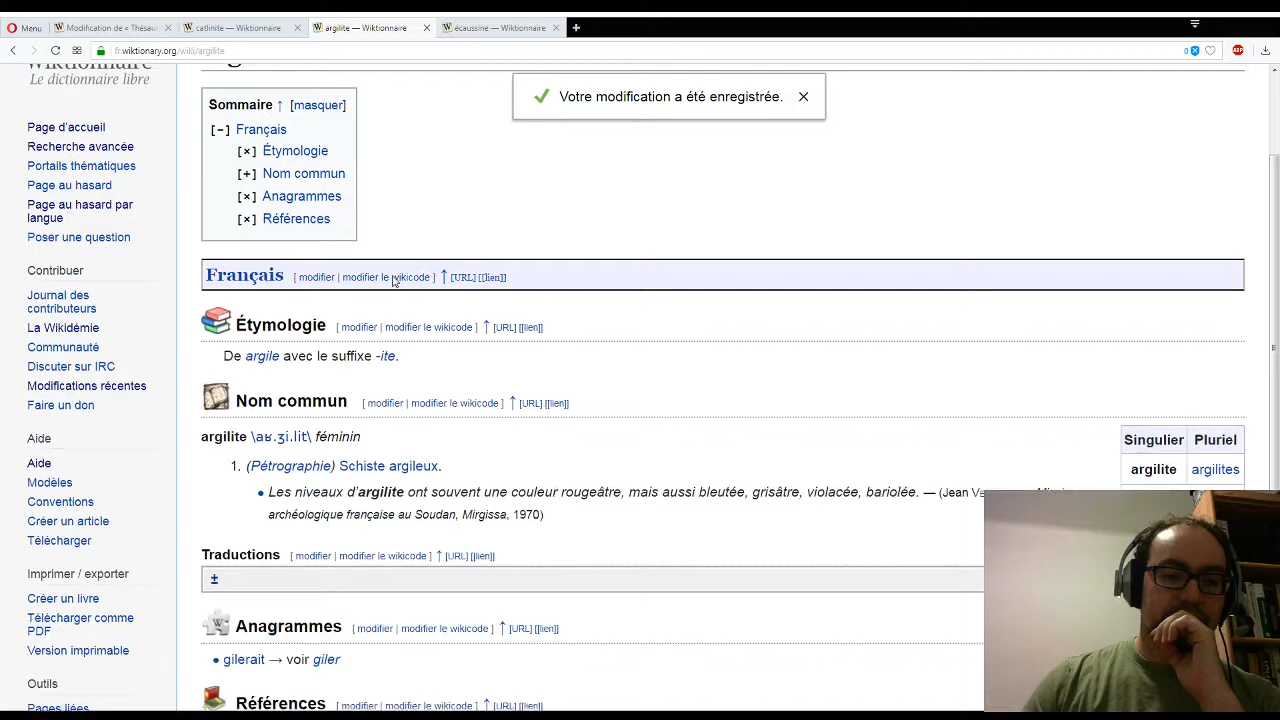 Menu
Modification de « Thésau
catlinite — Wiktionnaire
argilite — Wiktionnaire
écaussine — Wiktionnaire
fr.wiktionary.org/wiki/argilite
0
ABP
Le dictionnaire libre
Page d'accueil
Recherche avancée
Portails thématiques
Page au hasard
Page au hasard par
langue
Poser une question
Contribuer
Journal des
contributeurs
La Wikidémie
Communauté
Discuter sur IRC
Modifications récentes
Faire un don
Aide
Aide
Modèles
Conventions
Créer un article
Télécharger
Imprimer / exporter
Créer un livre
Télécharger comme
PDF
Version imprimable
Outils
Pages liées
Votre modification a été enregistrée.
Sommaire ↑ [masquer]
[−] Français
[×] Étymologie
[+] Nom commun
[×] Anagrammes
[×] Références
Français [ modifier | modifier le wikicode ] ↑ [URL] [[lien]]
Étymologie [ modifier | modifier le wikicode ] ↑ [URL] [[lien]]
De argile avec le suffixe -ite.
Nom commun [ modifier | modifier le wikicode ] ↑ [URL] [[lien]]
argilite \aʁ.ʒi.lit\ féminin
Singulier Pluriel
argilite argilites
1. (Pétrographie) Schiste argileux.
• Les niveaux d'argilite ont souvent une couleur rougeâtre, mais aussi bleutée, grisâtre, violacée, bariolée. — (Jean
archéologique française au Soudan, Mirgissa, 1970)
Traductions [ modifier | modifier le wikicode ] ↑ [URL] [[lien]]
±
Anagrammes [ modifier | modifier le wikicode ] ↑ [URL] [[lien]]
• gilerait → voir giler
Références [ modifier | modifier le wikicode ] ↑ [URL] [[lien]]